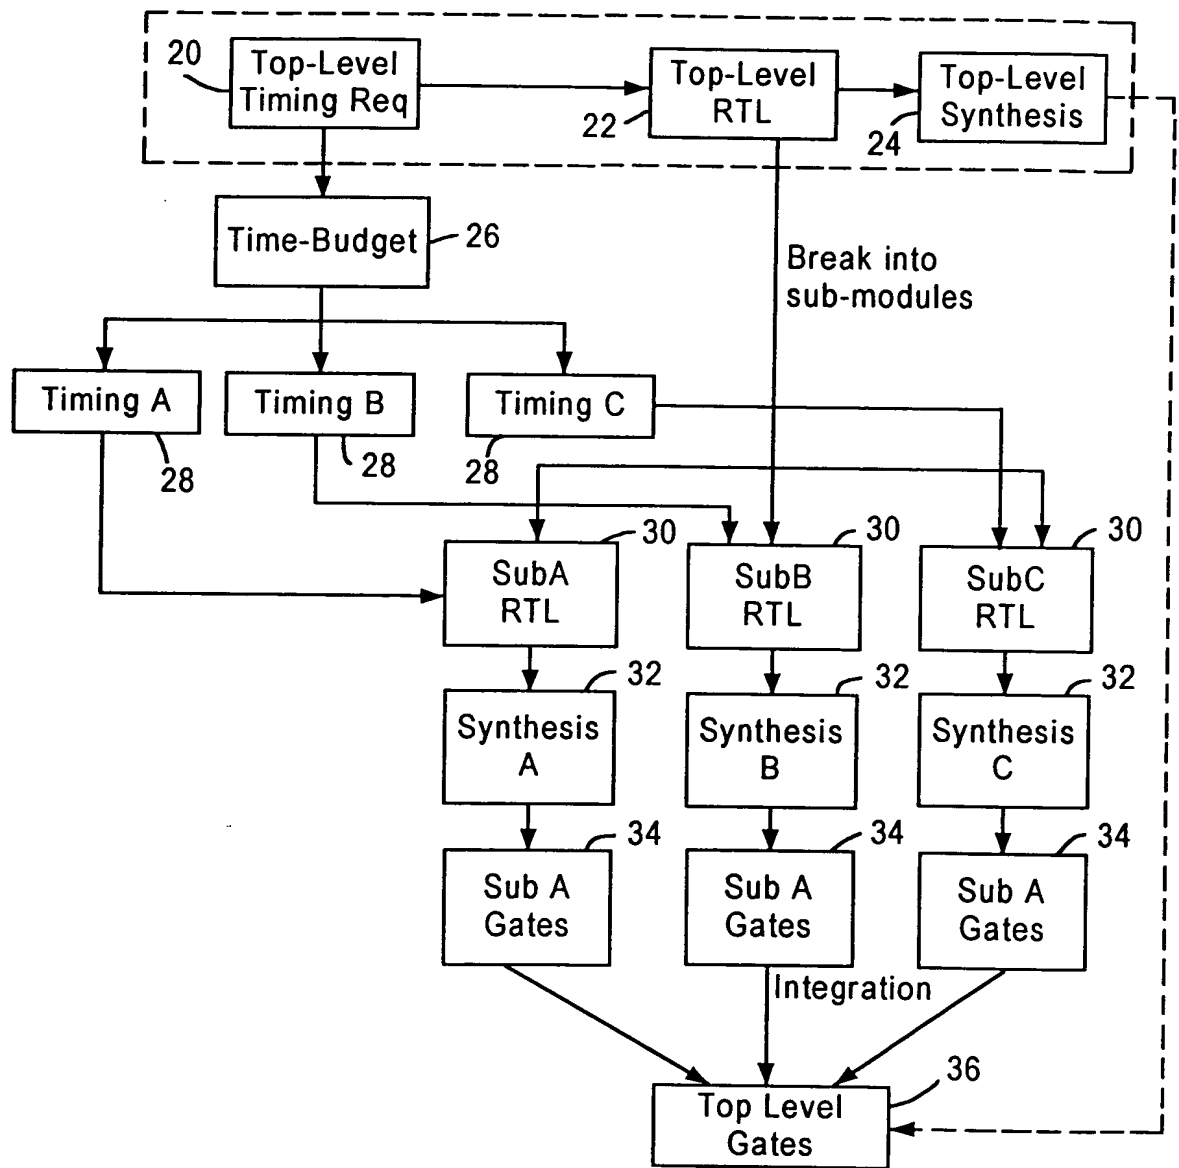 20
Top-Level
Timing Req
22
Top-Level
RTL
24
Top-Level
Synthesis
Time-Budget
26
Break into
sub-modules
Timing A
28
Timing B
28
Timing C
28
30
SubA
RTL
30
SubB
RTL
30
SubC
RTL
32
Synthesis
A
32
Synthesis
B
32
Synthesis
C
34
Sub A
Gates
34
Sub A
Gates
34
Sub A
Gates
Integration
36
Top Level
Gates